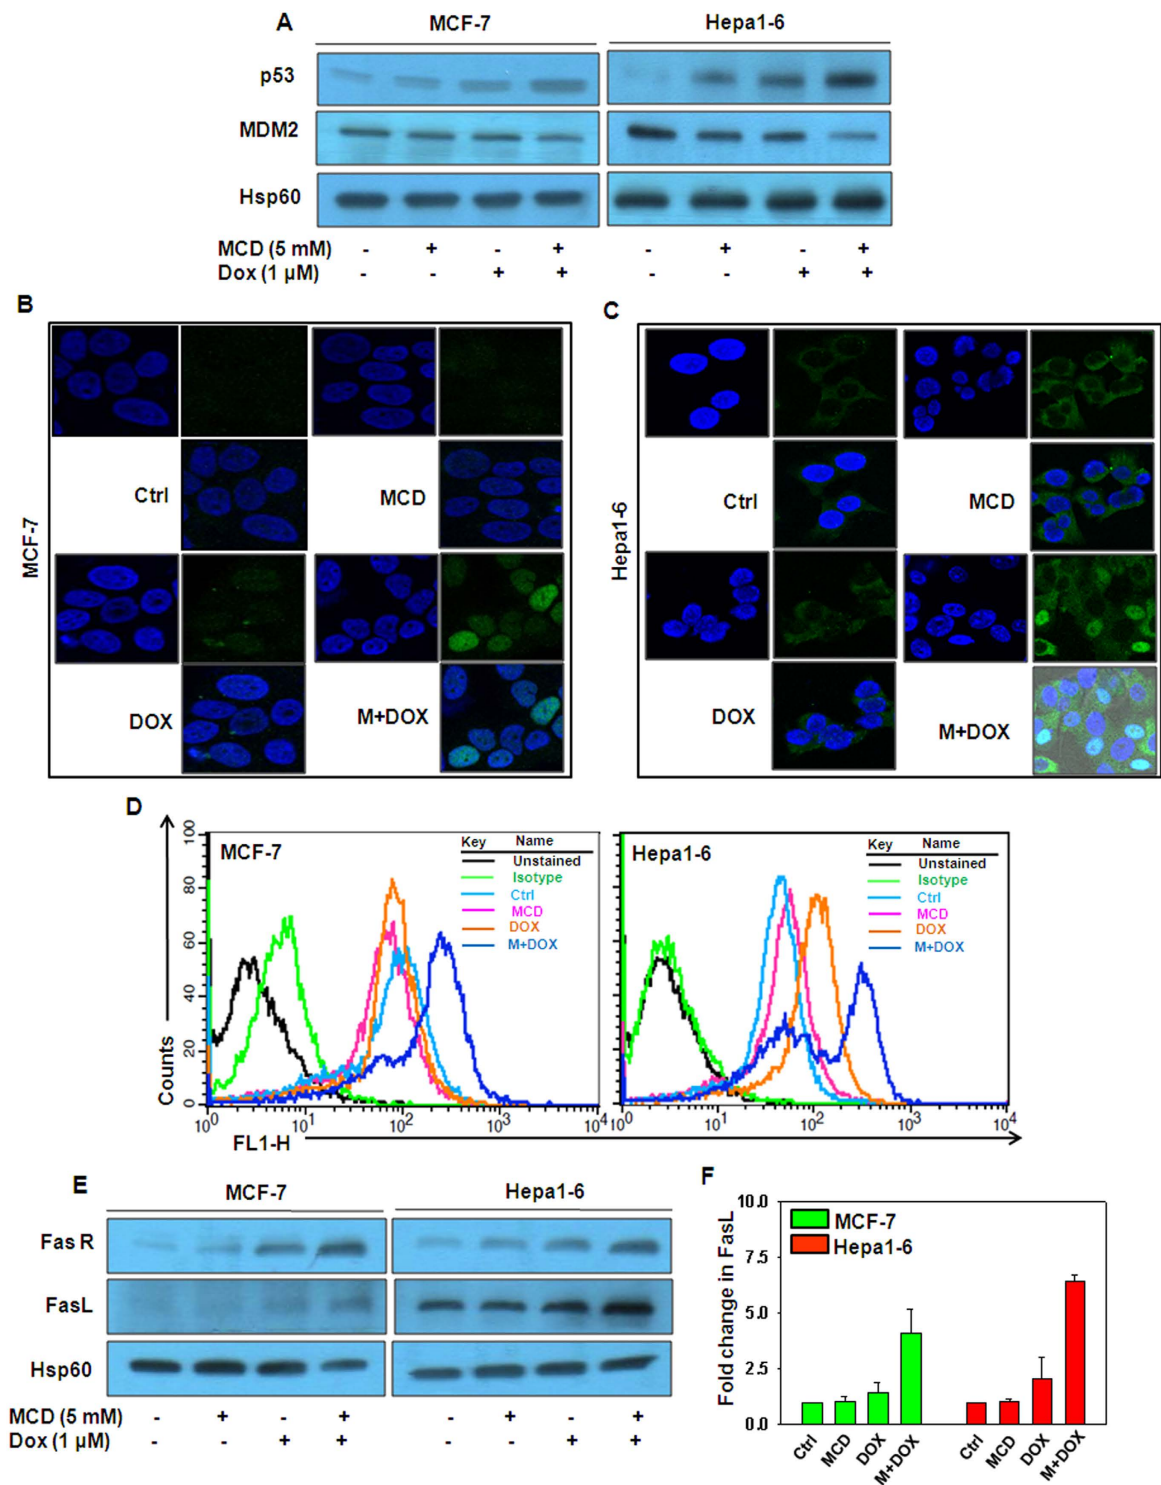 A
MCF-7 Hepa1-6
p53
MDM2
Hsp60
MCD (5 mM) - + - + - + - +
Dox (1 µM) - - + + - - + +
B
MCF-7
Ctrl MCD
DOX M+DOX
C
Hepa1-6
Ctrl MCD
DOX M+DOX
D
MCF-7
Key Name
Unstained
Isotype
Ctrl
MCD
DOX
M+DOX
Counts
100
80
60
40
20
0
10^0 10^1 10^2 10^3 10^4
FL1-H
Hepa1-6
Key Name
Unstained
Isotype
Ctrl
MCD
DOX
M+DOX
10^0 10^1 10^2 10^3 10^4
E
MCF-7 Hepa1-6
Fas R
FasL
Hsp60
MCD (5 mM) - + - + - + - +
Dox (1 µM) - - + + - - + +
F
Fold change in FasL
10.0
7.5
5.0
2.5
0.0
MCF-7
Hepa1-6
Ctrl MCD DOX M+DOX Ctrl MCD DOX M+DOX